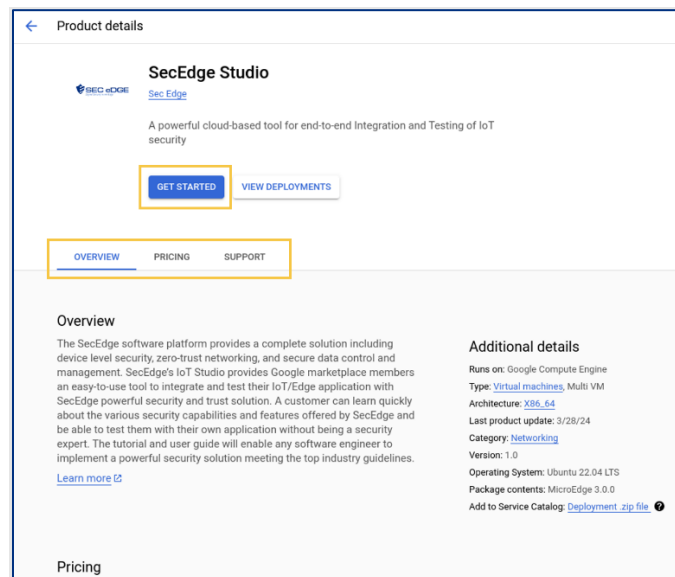 Product details
SecEdge Studio
SEC eDGE
Sec Edge
A powerful cloud-based tool for end-to-end Integration and Testing of IoT
security
GET STARTED
VIEW DEPLOYMENTS
OVERVIEW
PRICING
SUPPORT
Overview
The SecEdge software platform provides a complete solution including
device level security, zero-trust networking, and secure data control and
management. SecEdge's IoT Studio provides Google marketplace members
an easy-to-use tool to integrate and test their IoT/Edge application with
SecEdge powerful security and trust solution. A customer can learn quickly
about the various security capabilities and features offered by SecEdge and
be able to test them with their own application without being a security
expert. The tutorial and user guide will enable any software engineer to
implement a powerful security solution meeting the top industry guidelines.
Learn more
Additional details
Runs on: Google Compute Engine
Type: Virtual machines, Multi VM
Architecture: X86_64
Last product update: 3/28/24
Category: Networking
Version: 1.0
Operating System: Ubuntu 22.04 LTS
Package contents: MicroEdge 3.0.0
Add to Service Catalog: Deployment .zip file ?
Pricing